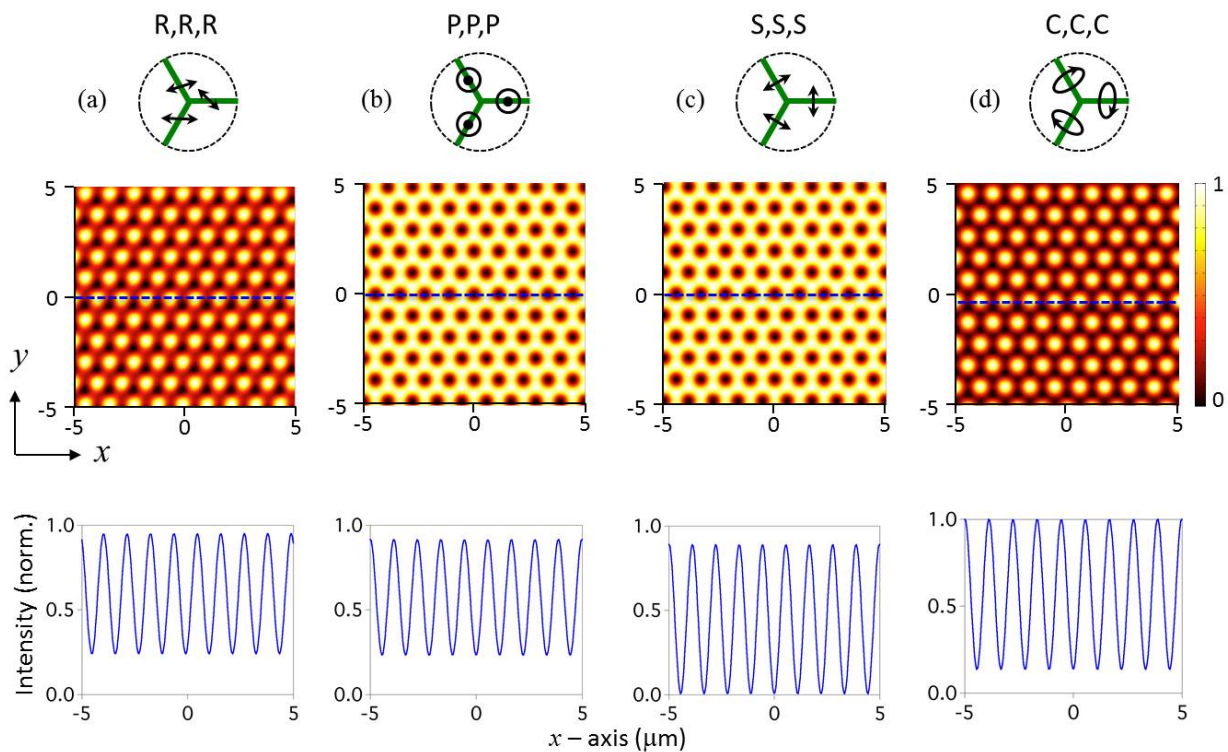 R,R,R P,P,P S,S,S C,C,C
(a) (b) (c) (d)
5 5 5 5 1
0 0 0 0
-5 -5 -5 -5 0
-5 0 5 -5 0 5 -5 0 5 -5 0 5
y
x
Intensity (norm.)
1.0 1.0 1.0 1.0
0.5 0.5 0.5 0.5
0.0 0.0 0.0 0.0
-5 0 5 -5 0 5 -5 0 5 -5 0 5
x – axis (μm)